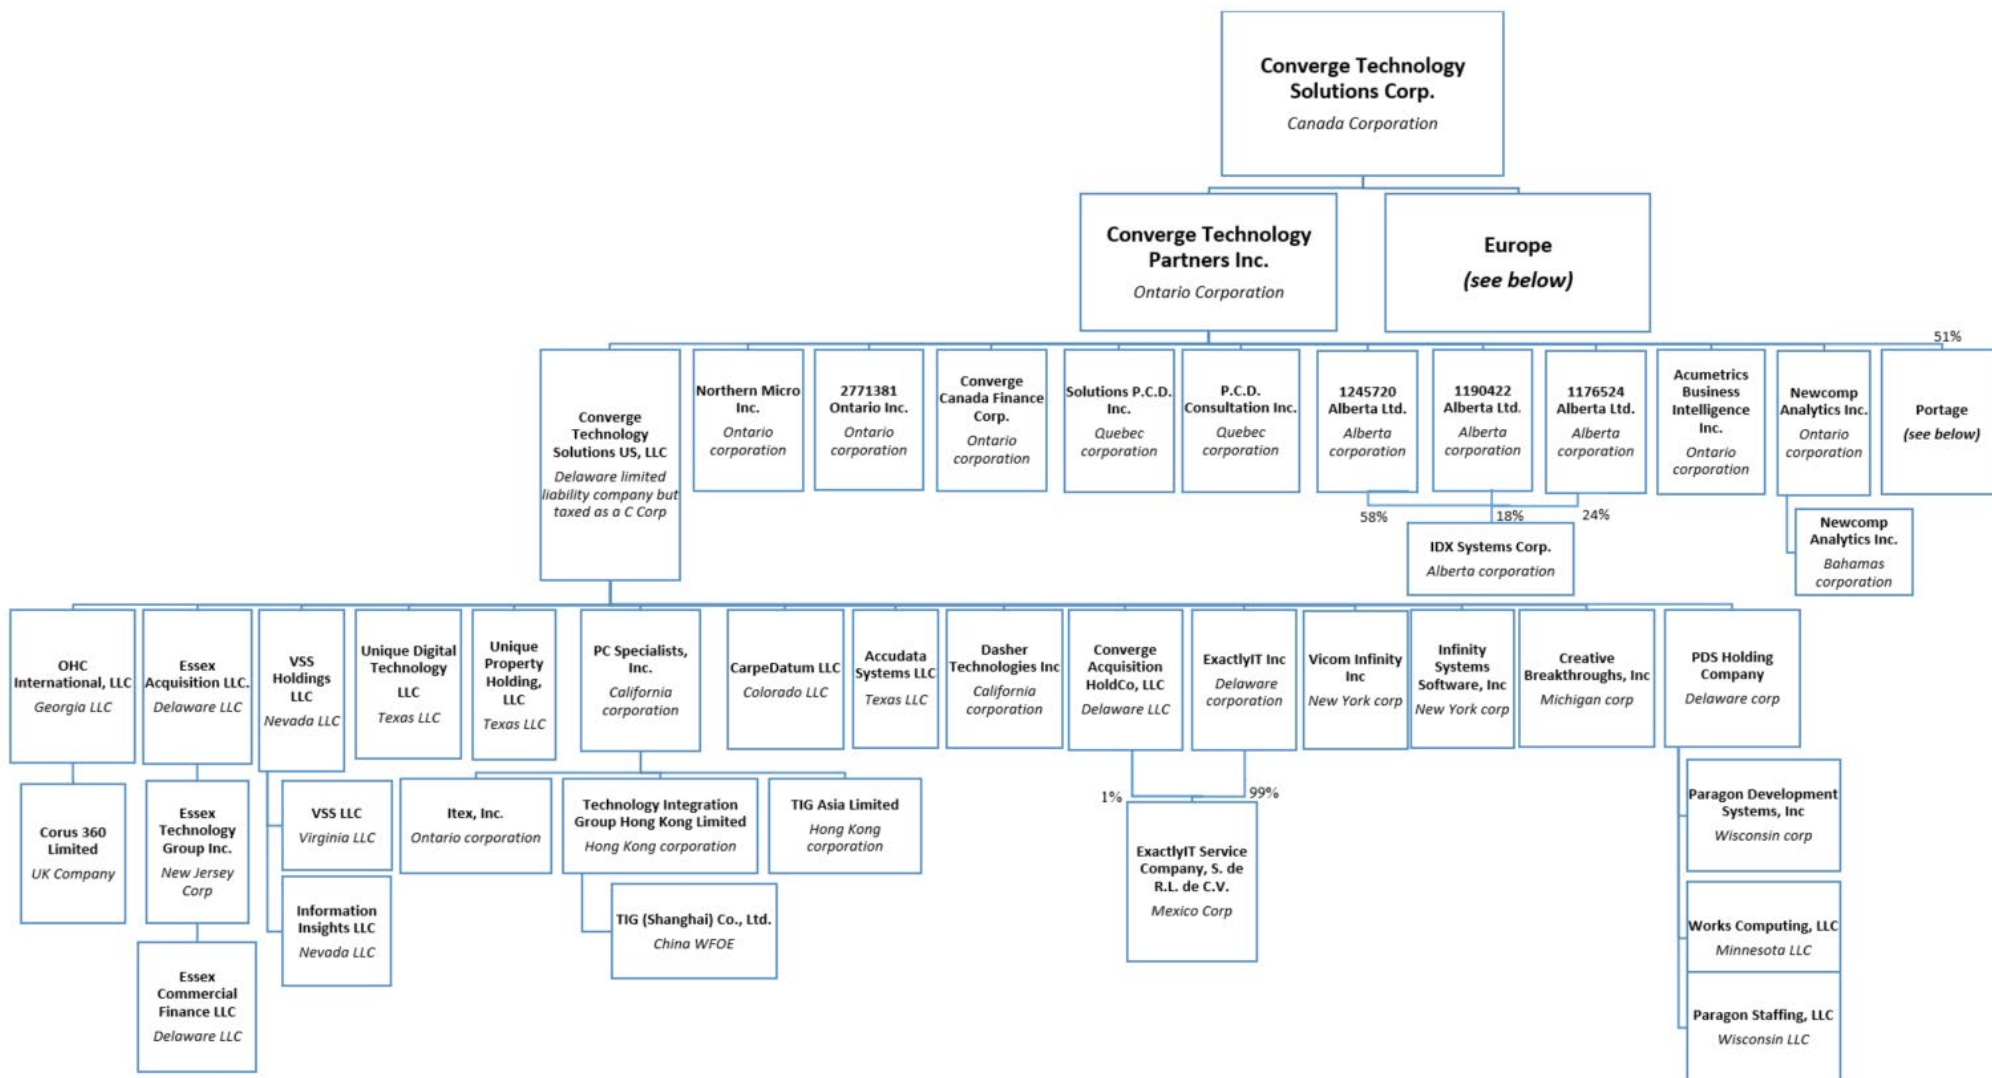 Converge Technology
Solutions Corp.
Canada Corporation
Converge Technology
Partners Inc.
Ontario Corporation
Europe
(see below)
51%
Converge
Technology
Solutions US, LLC
Delaware limited
liability company but
taxed as a C Corp
Northern Micro
Inc.
Ontario
corporation
2771381
Ontario Inc.
Ontario
corporation
Converge
Canada Finance
Corp.
Ontario
corporation
Solutions P.C.D.
Inc.
Quebec
corporation
P.C.D.
Consultation Inc.
Quebec
corporation
1245720
Alberta Ltd.
Alberta
corporation
1190422
Alberta Ltd.
Alberta
corporation
1176524
Alberta Ltd.
Alberta
corporation
Acumetrics
Business
Intelligence
Inc.
Ontario
corporation
Newcomp
Analytics Inc.
Ontario
corporation
Portage
(see below)
58%
18%
24%
IDX Systems Corp.
Alberta corporation
Newcomp
Analytics Inc.
Bahamas
corporation
OHC
International, LLC
Georgia LLC
Essex
Acquisition LLC.
Delaware LLC
VSS
Holdings
LLC
Nevada LLC
Unique Digital
Technology
LLC
Texas LLC
Unique
Property
Holding,
LLC
Texas LLC
PC Specialists,
Inc.
California
corporation
CarpeDatum LLC
Colorado LLC
Accudata
Systems LLC
Texas LLC
Dasher
Technologies Inc
California
corporation
Converge
Acquisition
HoldCo, LLC
Delaware LLC
ExactlyIT Inc
Delaware
corporation
Vicom Infinity
Inc
New York corp
Infinity
Systems
Software, Inc
New York corp
Creative
Breakthroughs, Inc
Michigan corp
PDS Holding
Company
Delaware corp
Corus 360
Limited
UK Company
Essex
Technology
Group Inc.
New Jersey
Corp
VSS LLC
Virginia LLC
Information
Insights LLC
Nevada LLC
Itex, Inc.
Ontario corporation
Technology Integration
Group Hong Kong Limited
Hong Kong corporation
TIG Asia Limited
Hong Kong
corporation
1%
99%
ExactlyIT Service
Company, S. de
R.L. de C.V.
Mexico Corp
Paragon Development
Systems, Inc
Wisconsin corp
TIG (Shanghai) Co., Ltd.
China WFOE
Works Computing, LLC
Minnesota LLC
Essex
Commercial
Finance LLC
Delaware LLC
Paragon Staffing, LLC
Wisconsin LLC